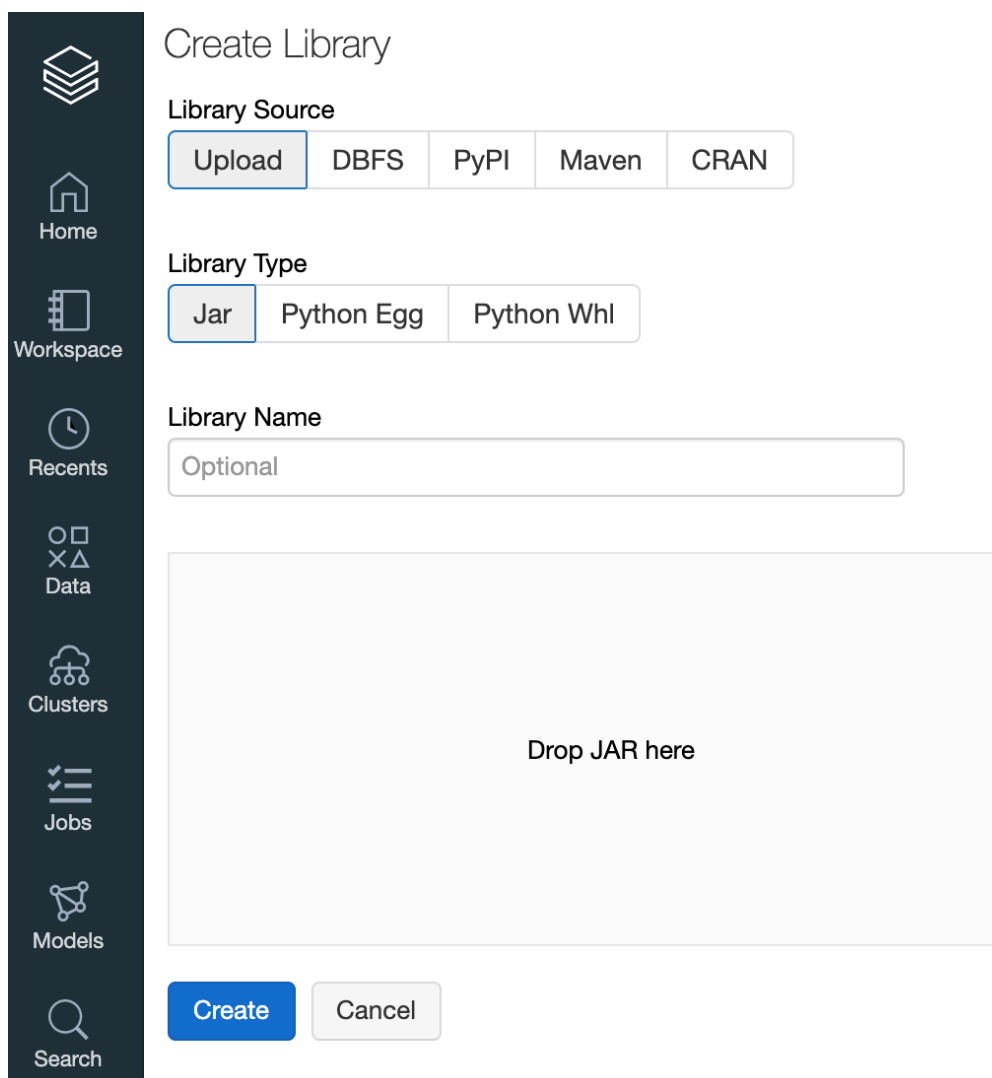 Create Library
Library Source
Upload DBFS PyPI Maven CRAN
Home
Library Type
Jar Python Egg Python Whl
Workspace
Library Name
Optional
Recents
Data
Clusters
Drop JAR here
Jobs
Models
Create Cancel
Search